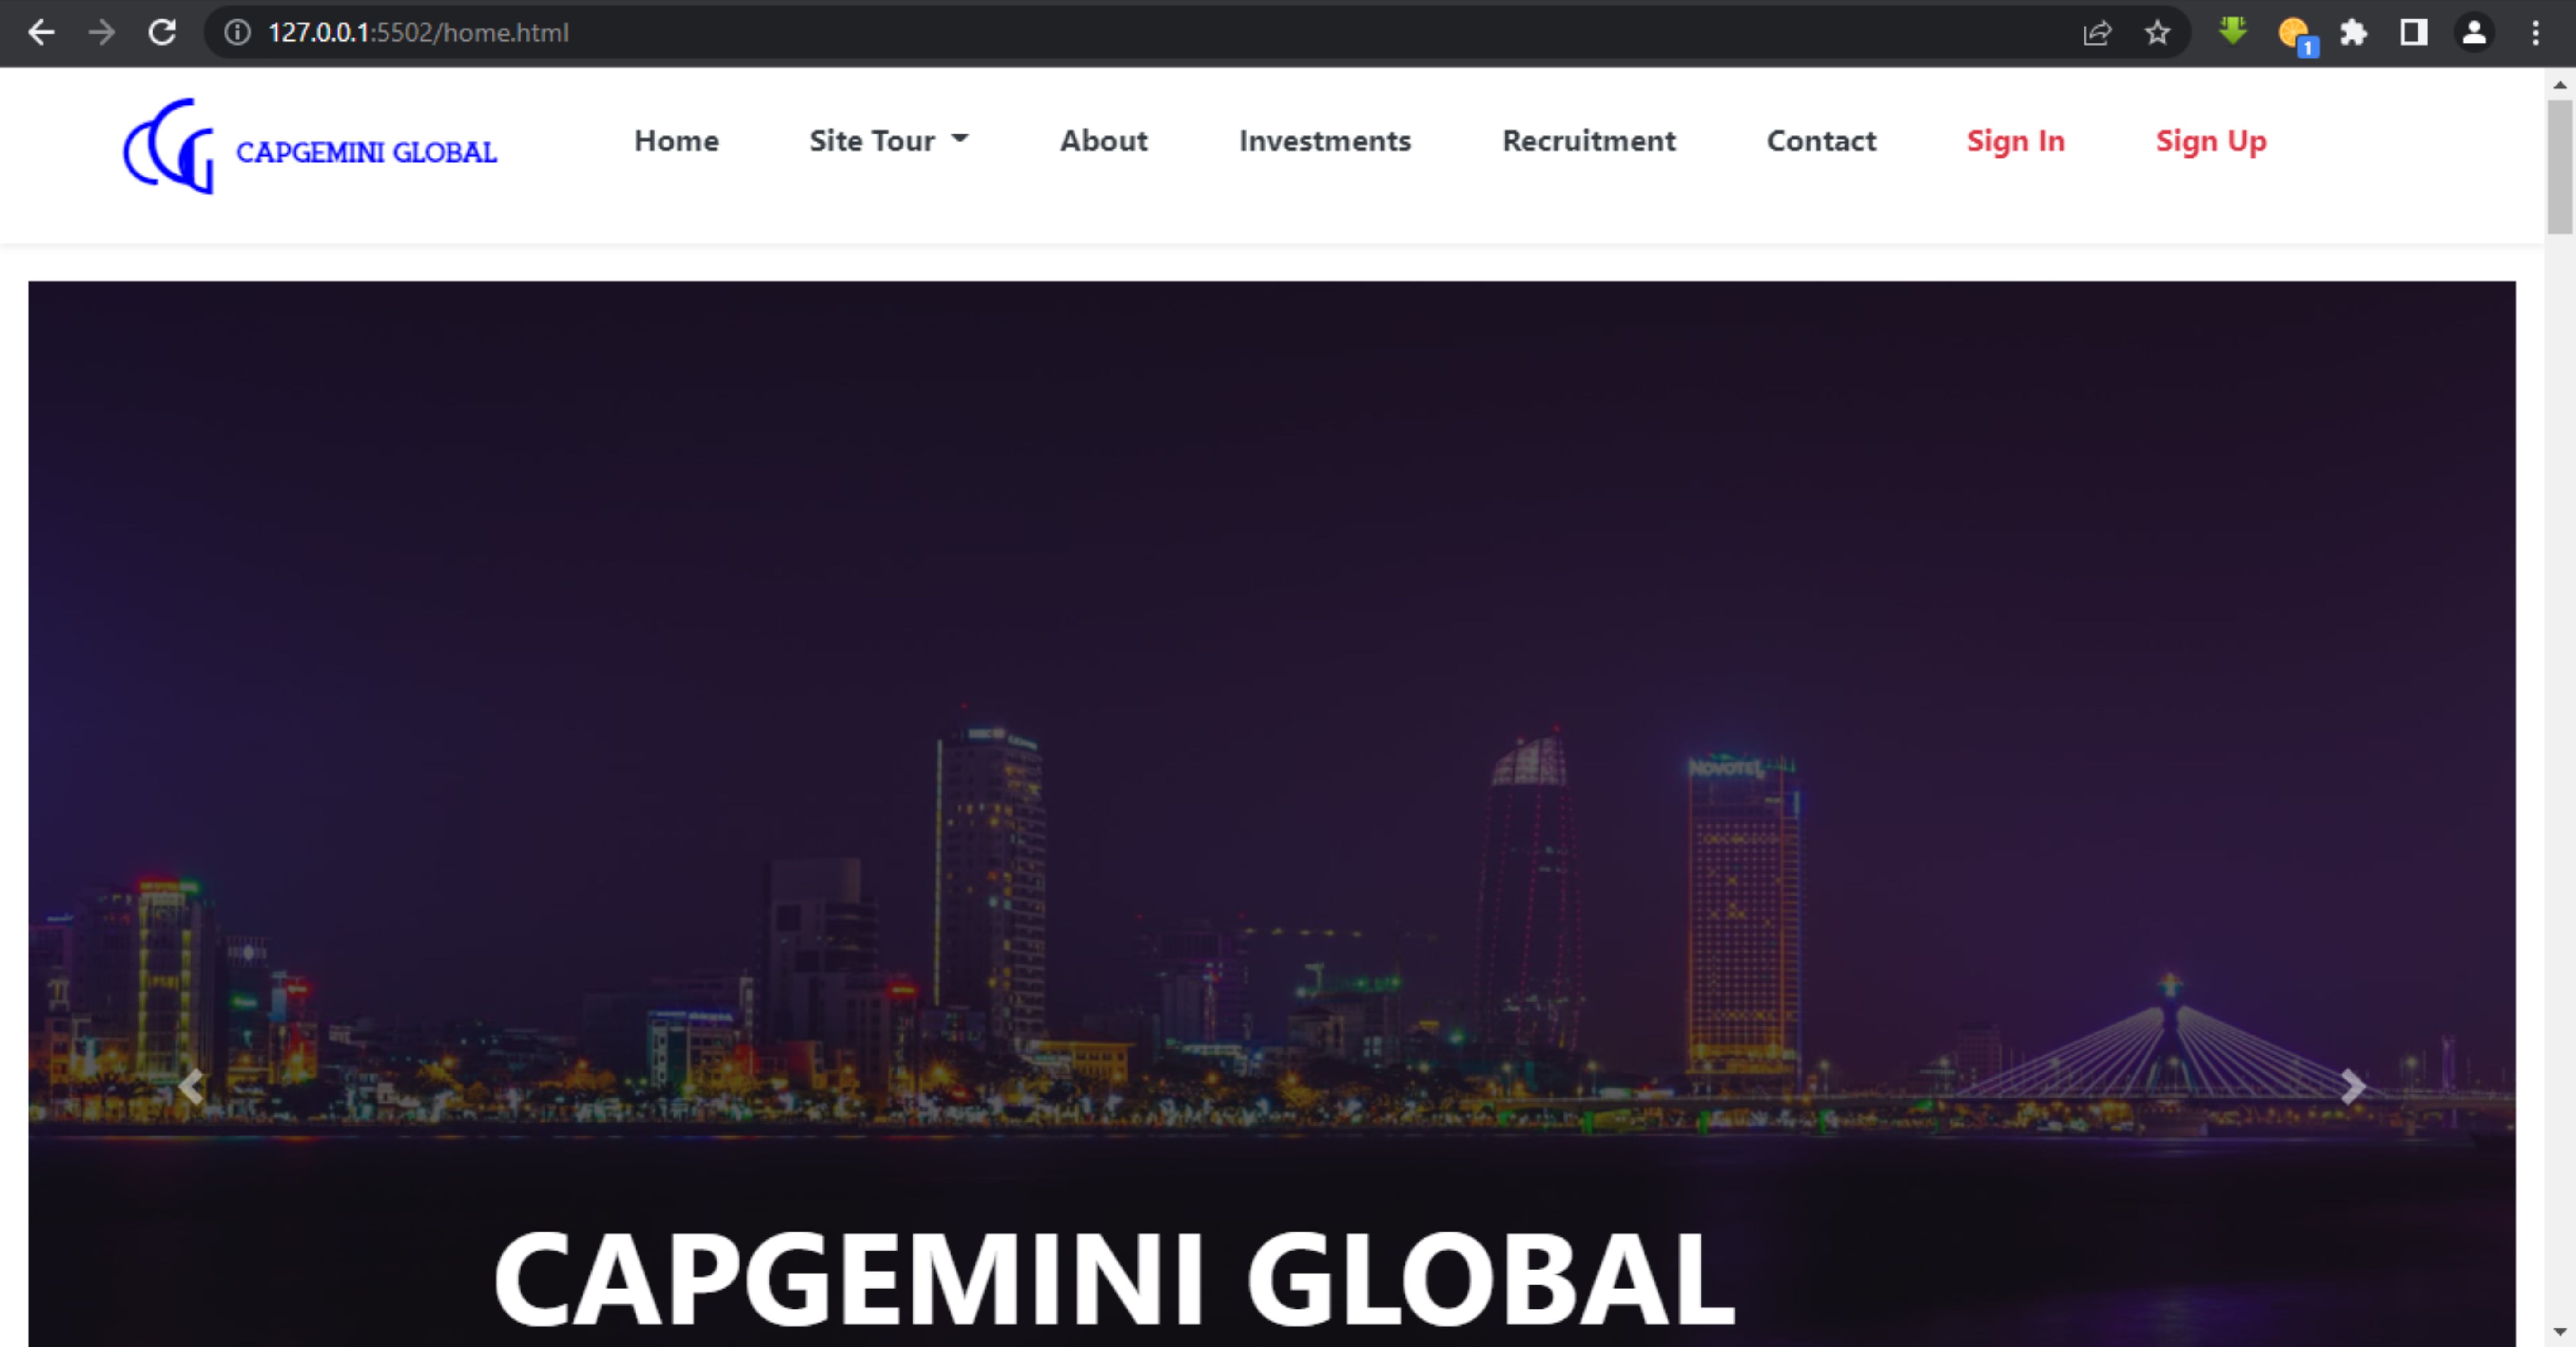 127.0.0.1:5502/home.html
1
CAPGEMINI GLOBAL
Home Site Tour About Investments Recruitment Contact Sign In Sign Up
NOVOTEL
CAPGEMINI GLOBAL